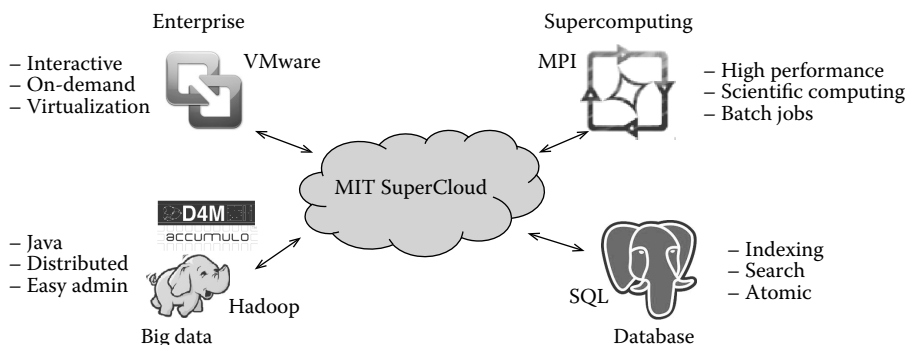 Enterprise
VMware
– Interactive
– On-demand
– Virtualization
Supercomputing
MPI
– High performance
– Scientific computing
– Batch jobs
MIT SuperCloud
D4M
accumulo
– Java
– Distributed
– Easy admin
Hadoop
Big data
– Indexing
– Search
– Atomic
SQL
Database